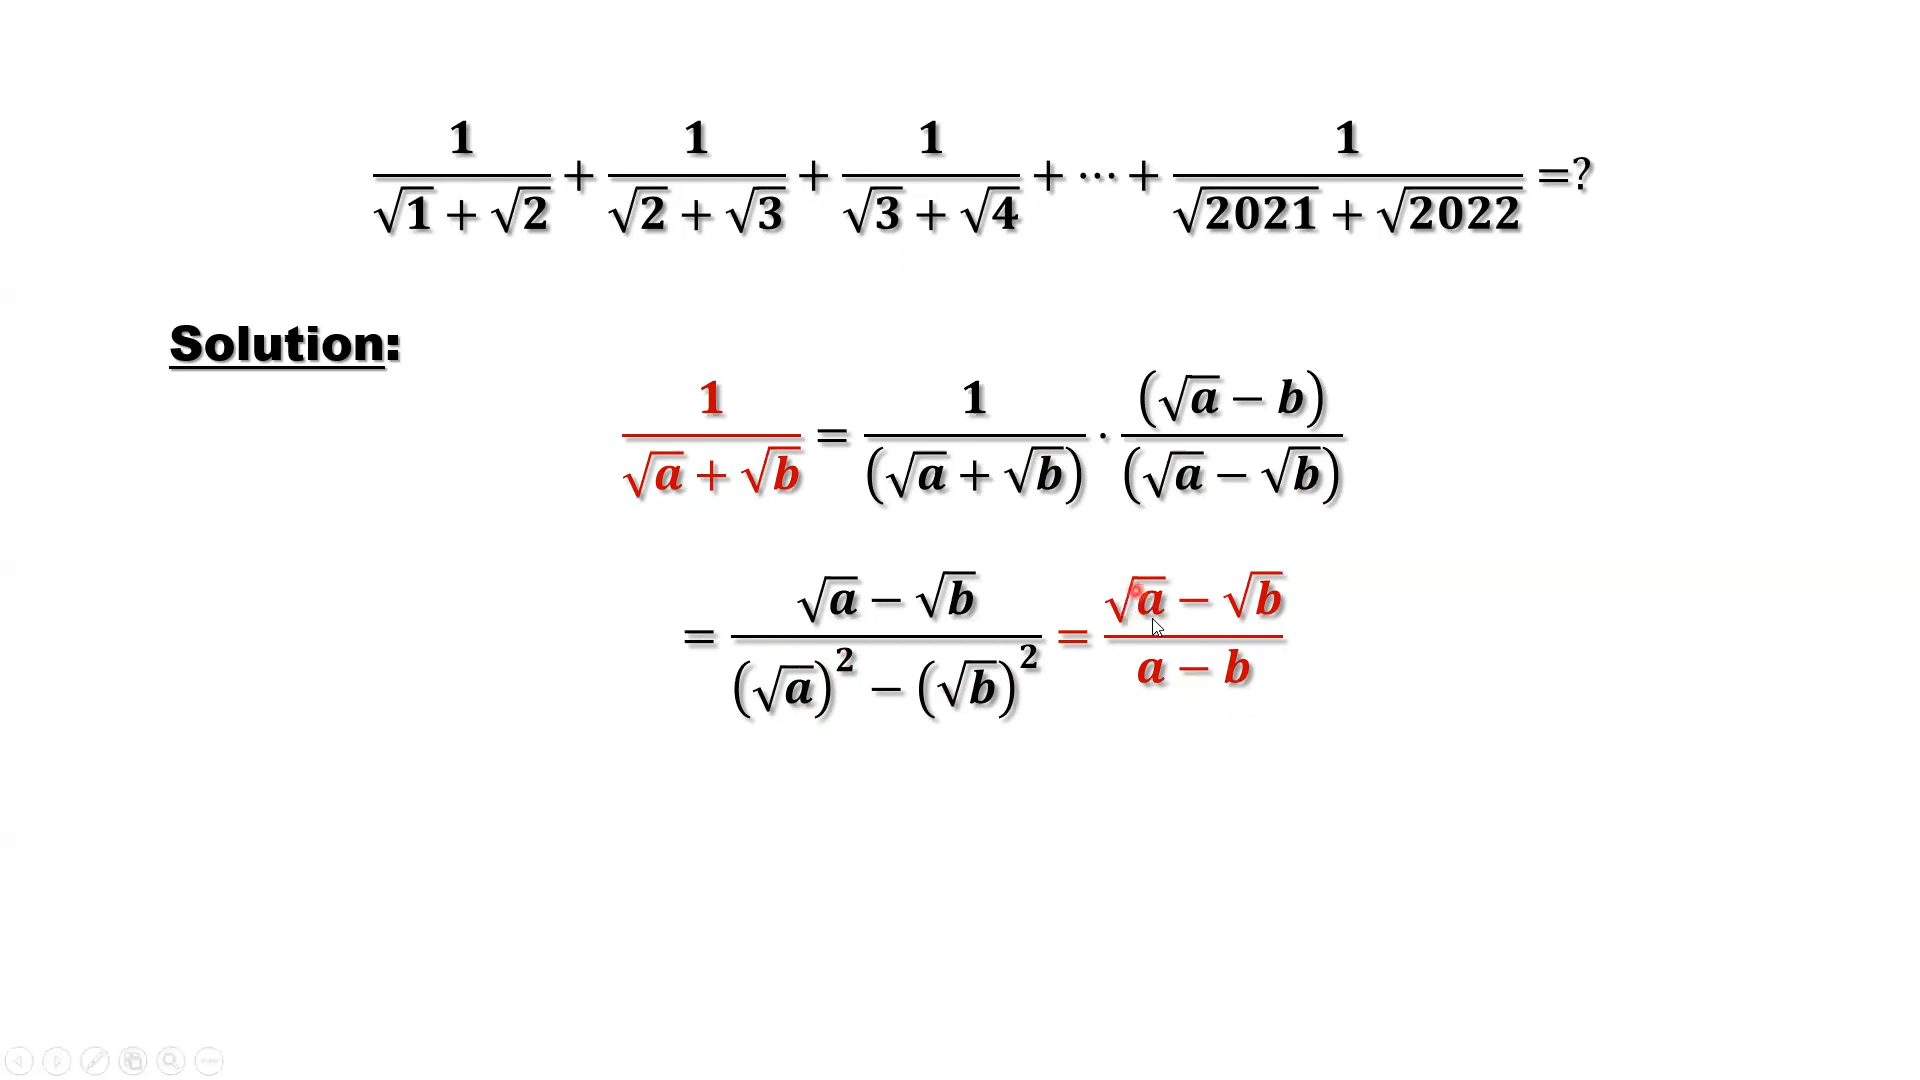 1/(√1 + √2) + 1/(√2 + √3) + 1/(√3 + √4) + ⋯ + 1/(√2021 + √2022) =?
Solution:
1/(√a + √b) = 1/(√a + √b) · (√a − b)/(√a − √b)
= (√a − √b)/((√a)² − (√b)²) = (√a − √b)/(a − b)